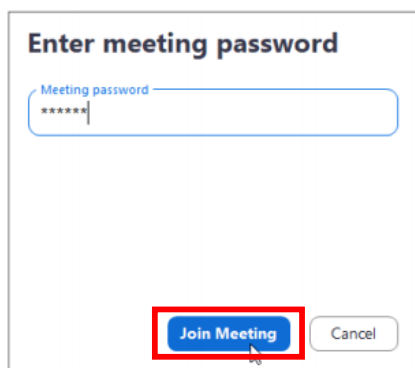 Enter meeting password
Meeting password
******
Join Meeting
Cancel